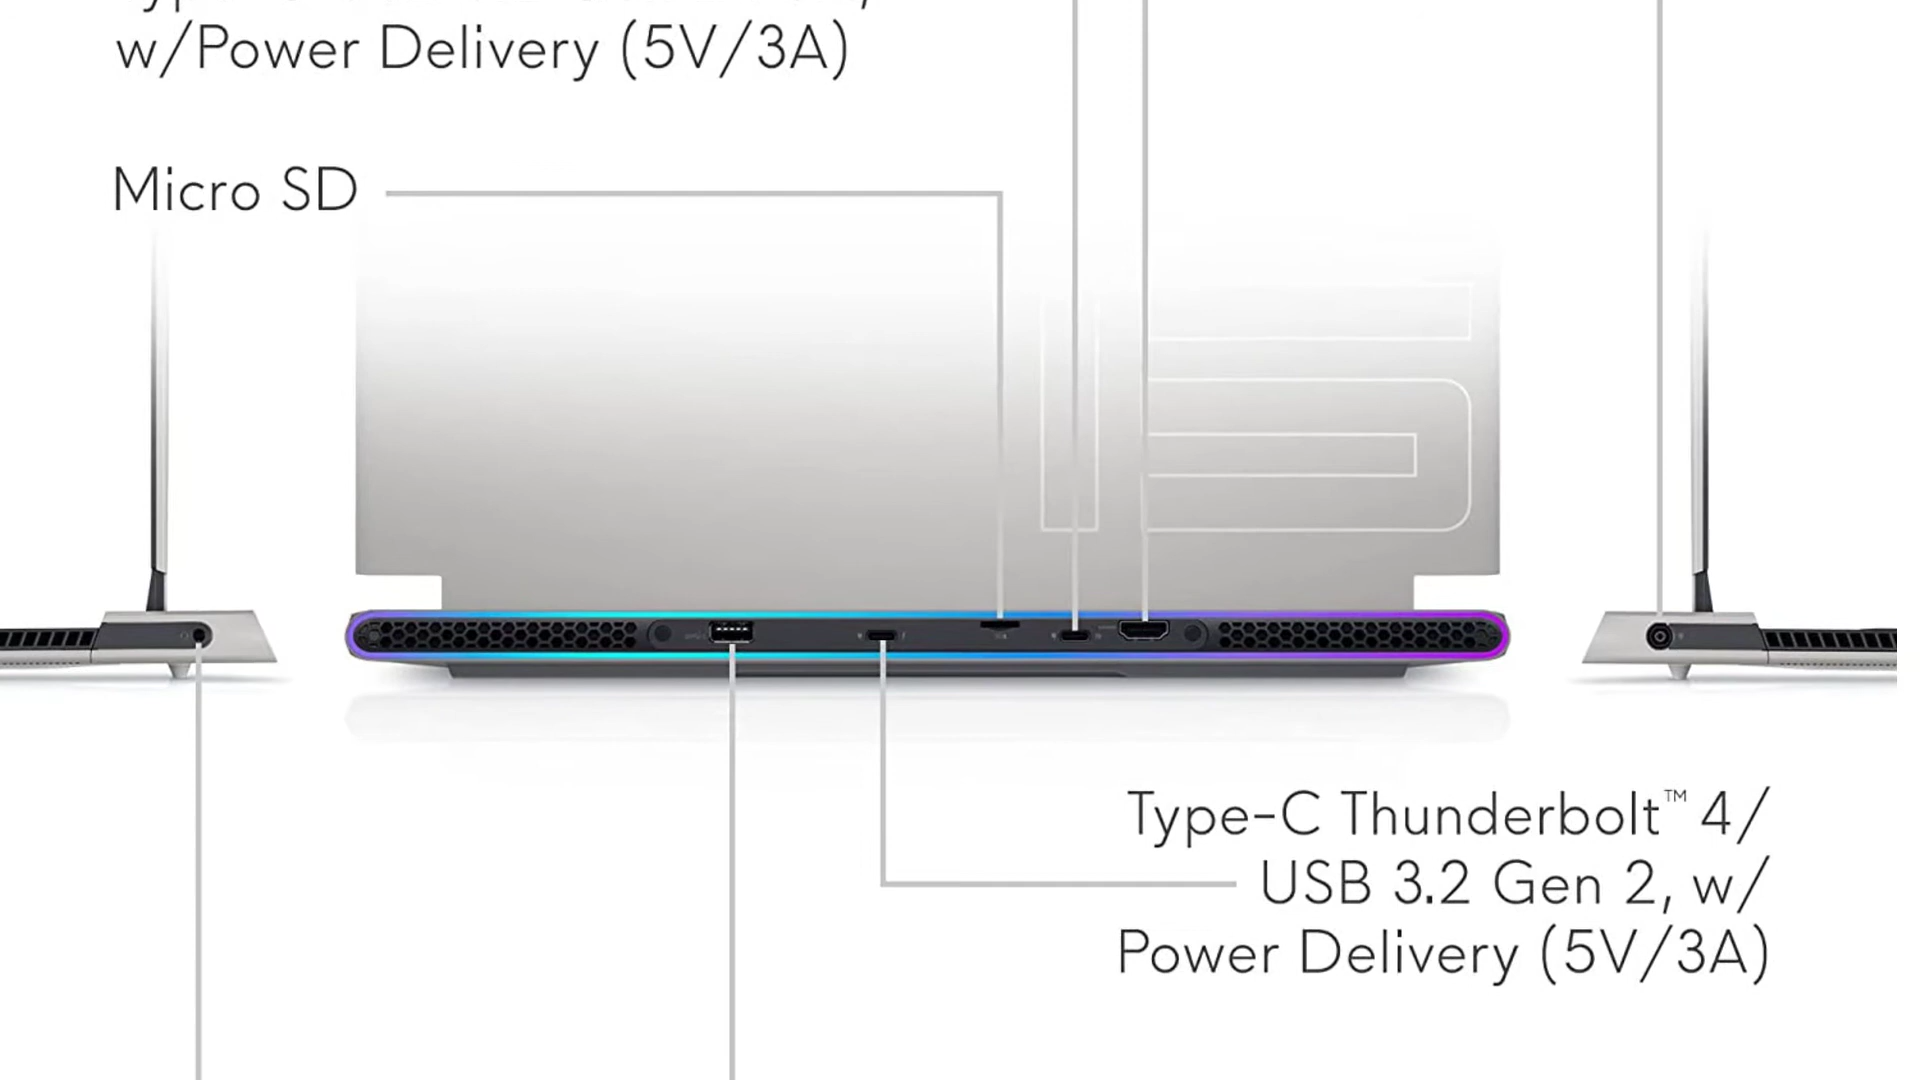 w/Power Delivery (5V/3A)
Micro SD
Type-C Thunderbolt™ 4/
USB 3.2 Gen 2, w/
Power Delivery (5V/3A)